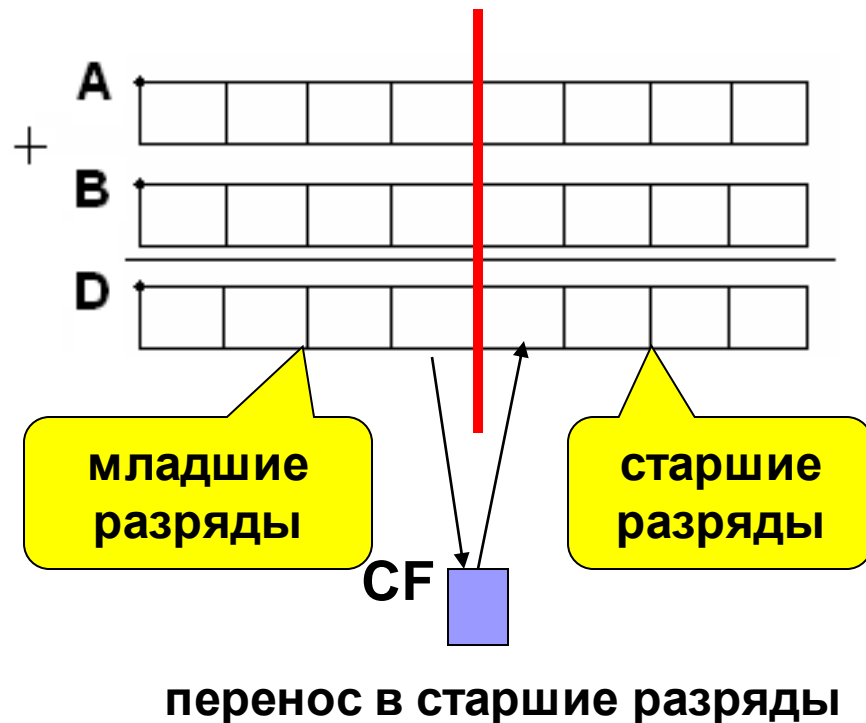 A
+
B
D
младшие
разряды
старшие
разряды
CF
перенос в старшие разряды